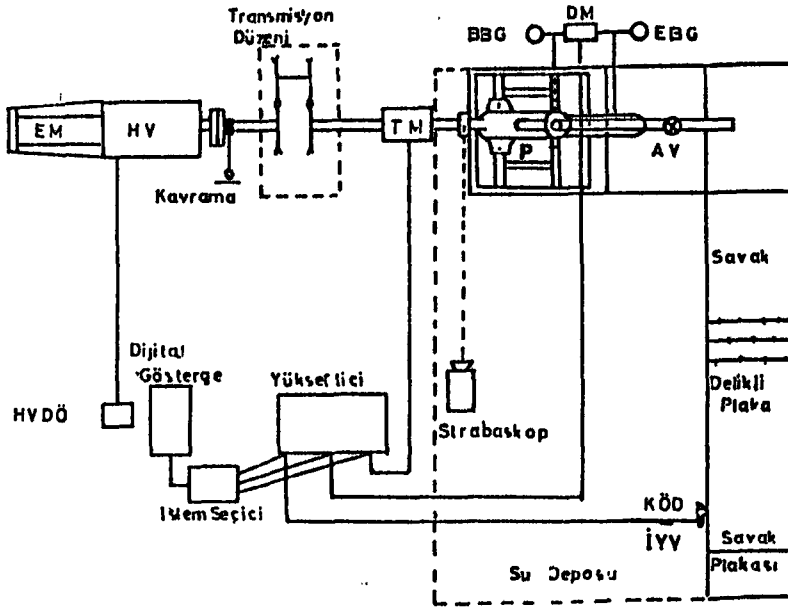 Transmisyon
Düzeni
BBG
DM
EBG
EM
HV
TM
P
AV
Kavrama
Savak
Dijital
Gösterge
Yükseltici
Delikli
Plaka
HVDÖ
Strabaskop
İşlem Seçici
KÖD
İYV
Savak
Plakası
Su Deposu